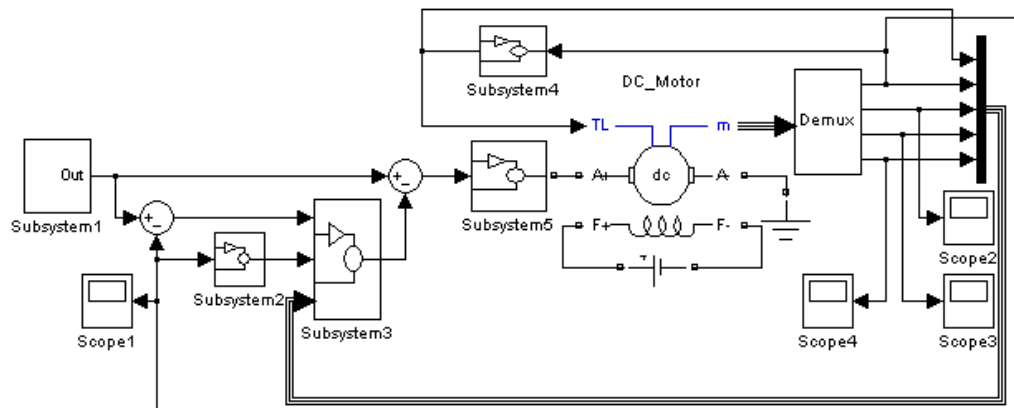 Subsystem4
DC_Motor
TL
m
Demux
Out
Subsystem1
+
-
+
-
Subsystem5
A+
dc
A-
F+
F-
+
Subsystem2
Subsystem3
Scope1
Scope2
Scope4
Scope3